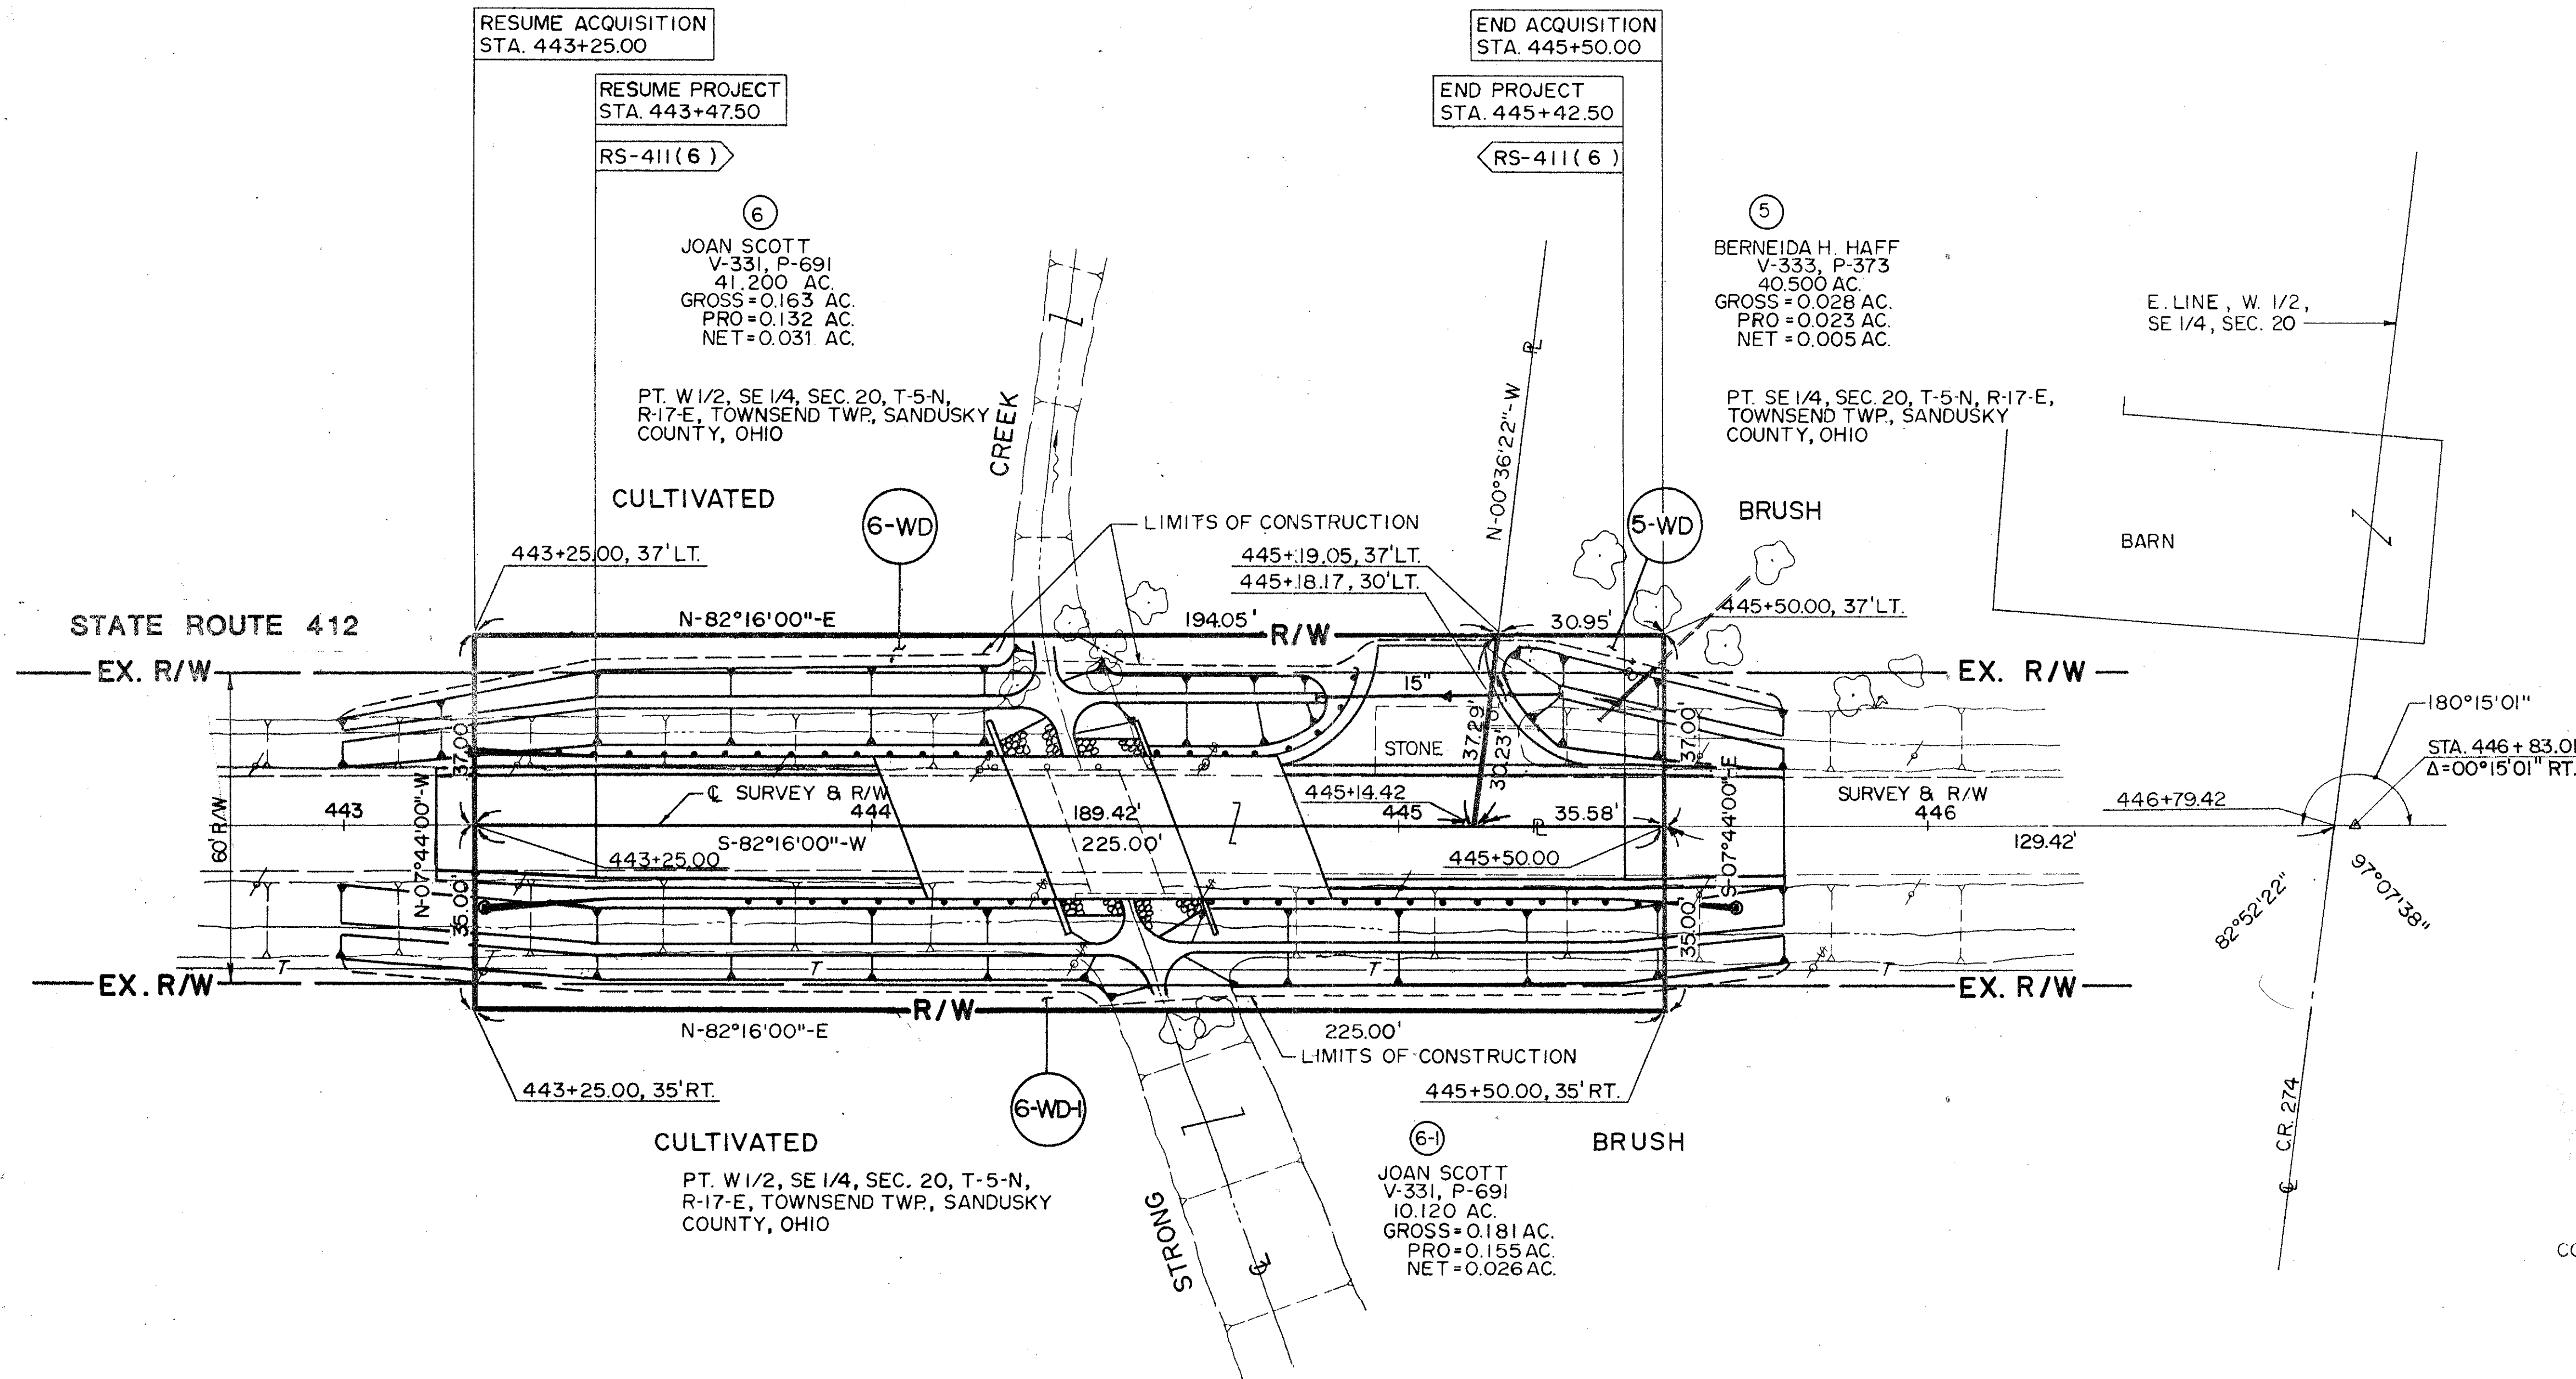 RESUME ACQUISITION
STA. 443+25.00
END ACQUISITION
STA. 445+50.00
RESUME PROJECT
STA. 443+47.50
END PROJECT
STA. 445+42.50
RS-411(6)
RS-411(6)
6
JOAN SCOTT
V-331, P-691
41.200 AC.
GROSS=0.163 AC.
PRO=0.132 AC.
NET=0.031 AC.
5
BERNEIDA H. HAFF
V-333, P-373
40.500 AC.
GROSS=0.028 AC.
PRO=0.023 AC.
NET=0.005 AC.
E. LINE, W. 1/2,
SE 1/4, SEC. 20
PT. W 1/2, SE 1/4, SEC. 20, T-5-N,
R-17-E, TOWNSEND TWP., SANDUSKY
COUNTY, OHIO
PT. SE 1/4, SEC. 20, T-5-N, R-17-E,
TOWNSEND TWP., SANDUSKY
COUNTY, OHIO
CREEK
N-00°36'22"-W
PL
CULTIVATED
6-WD
LIMITS OF CONSTRUCTION
5-WD
BRUSH
BARN
443+25.00, 37'LT.
445+19.05, 37'LT.
445+18.17, 30'LT.
445+50.00, 37'LT.
STATE ROUTE 412
N-82°16'00"-E
194.05'
R/W
30.95'
EX. R/W
EX. R/W
15"
180°15'01"
STONE
37.00'
37.29'
30.23'
37.00'
STA. 446+83.01
Δ=00°15'01" RT.
60' R/W
N-07°44'00"-W
℄ SURVEY & R/W
445+14.42
S-07°44'00"-E
SURVEY & R/W
446+79.42
443
444
189.42'
445
PL
35.58'
446
S-82°16'00"-W
225.00'
129.42'
443+25.00
445+50.00
35.00'
35.00'
82°52'22"
97°07'38"
T
T
T
T
EX. R/W
EX. R/W
R/W
N-82°16'00"-E
225.00'
LIMITS OF CONSTRUCTION
443+25.00, 35'RT.
445+50.00, 35'RT.
6-WD-1
CULTIVATED
BRUSH
6-1
JOAN SCOTT
V-331, P-691
10.120 AC.
GROSS=0.181 AC.
PRO=0.155 AC.
NET=0.026 AC.
PT. W 1/2, SE 1/4, SEC. 20, T-5-N,
R-17-E, TOWNSEND TWP., SANDUSKY
COUNTY, OHIO
STRONG
℄
℄ C.R. 274